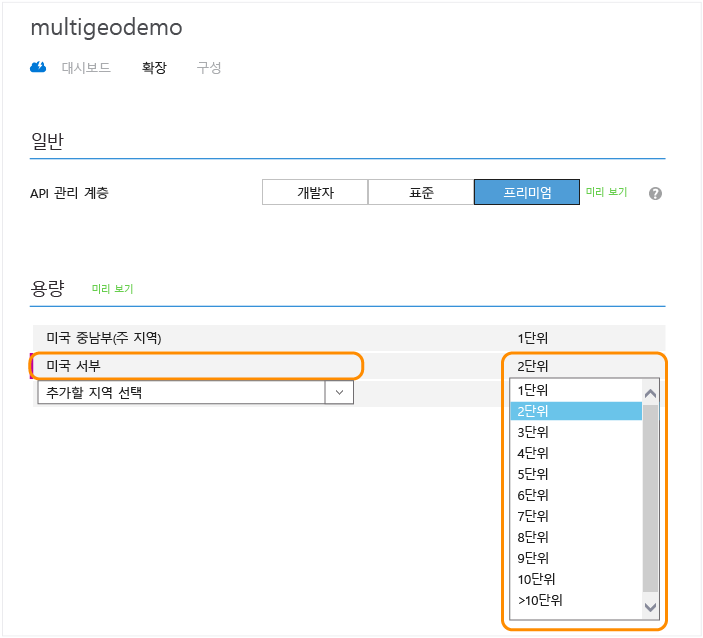 multigeodemo
대시보드 확장 구성
일반
API 관리 계층 개발자 표준 프리미엄 미리 보기 ?
용량 미리 보기
미국 중남부(주 지역) 1단위
미국 서부 2단위
추가할 지역 선택 1단위
2단위
3단위
4단위
5단위
6단위
7단위
8단위
9단위
10단위
>10단위